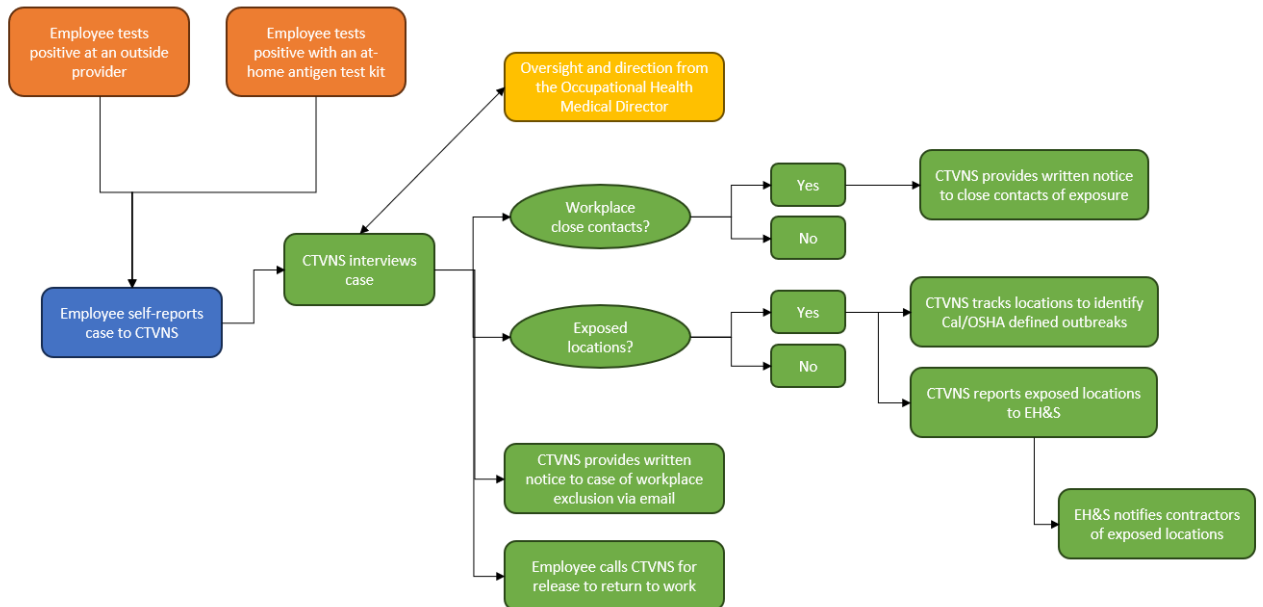 Employee tests
positive at an outside
provider
Employee tests
positive with an at-
home antigen test kit
Oversight and direction from
the Occupational Health
Medical Director
Workplace
close contacts?
Yes
No
CTVNS provides written notice
to close contacts of exposure
CTVNS interviews
case
Employee self-reports
case to CTVNS
Exposed
locations?
Yes
No
CTVNS tracks locations to identify
Cal/OSHA defined outbreaks
CTVNS reports exposed locations
to EH&S
CTVNS provides written
notice to case of workplace
exclusion via email
EH&S notifies contractors
of exposed locations
Employee calls CTVNS for
release to return to work